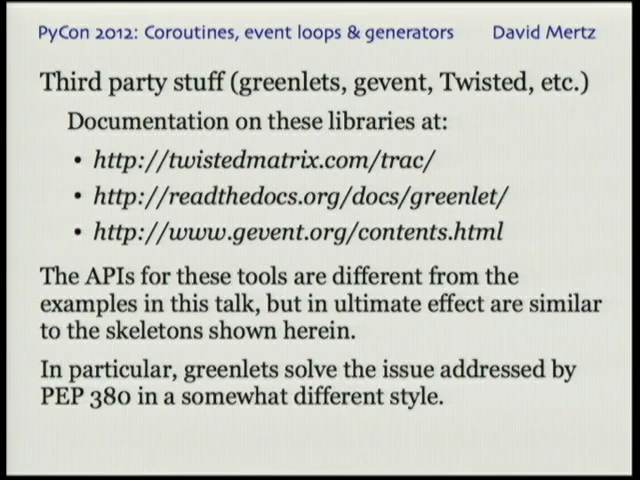 PyCon 2012: Coroutines, event loops & generators David Mertz
Third party stuff (greenlets, gevent, Twisted, etc.)
Documentation on these libraries at:
• http://twistedmatrix.com/trac/
• http://readthedocs.org/docs/greenlet/
• http://www.gevent.org/contents.html
The APIs for these tools are different from the
examples in this talk, but in ultimate effect are similar
to the skeletons shown herein.
In particular, greenlets solve the issue addressed by
PEP 380 in a somewhat different style.